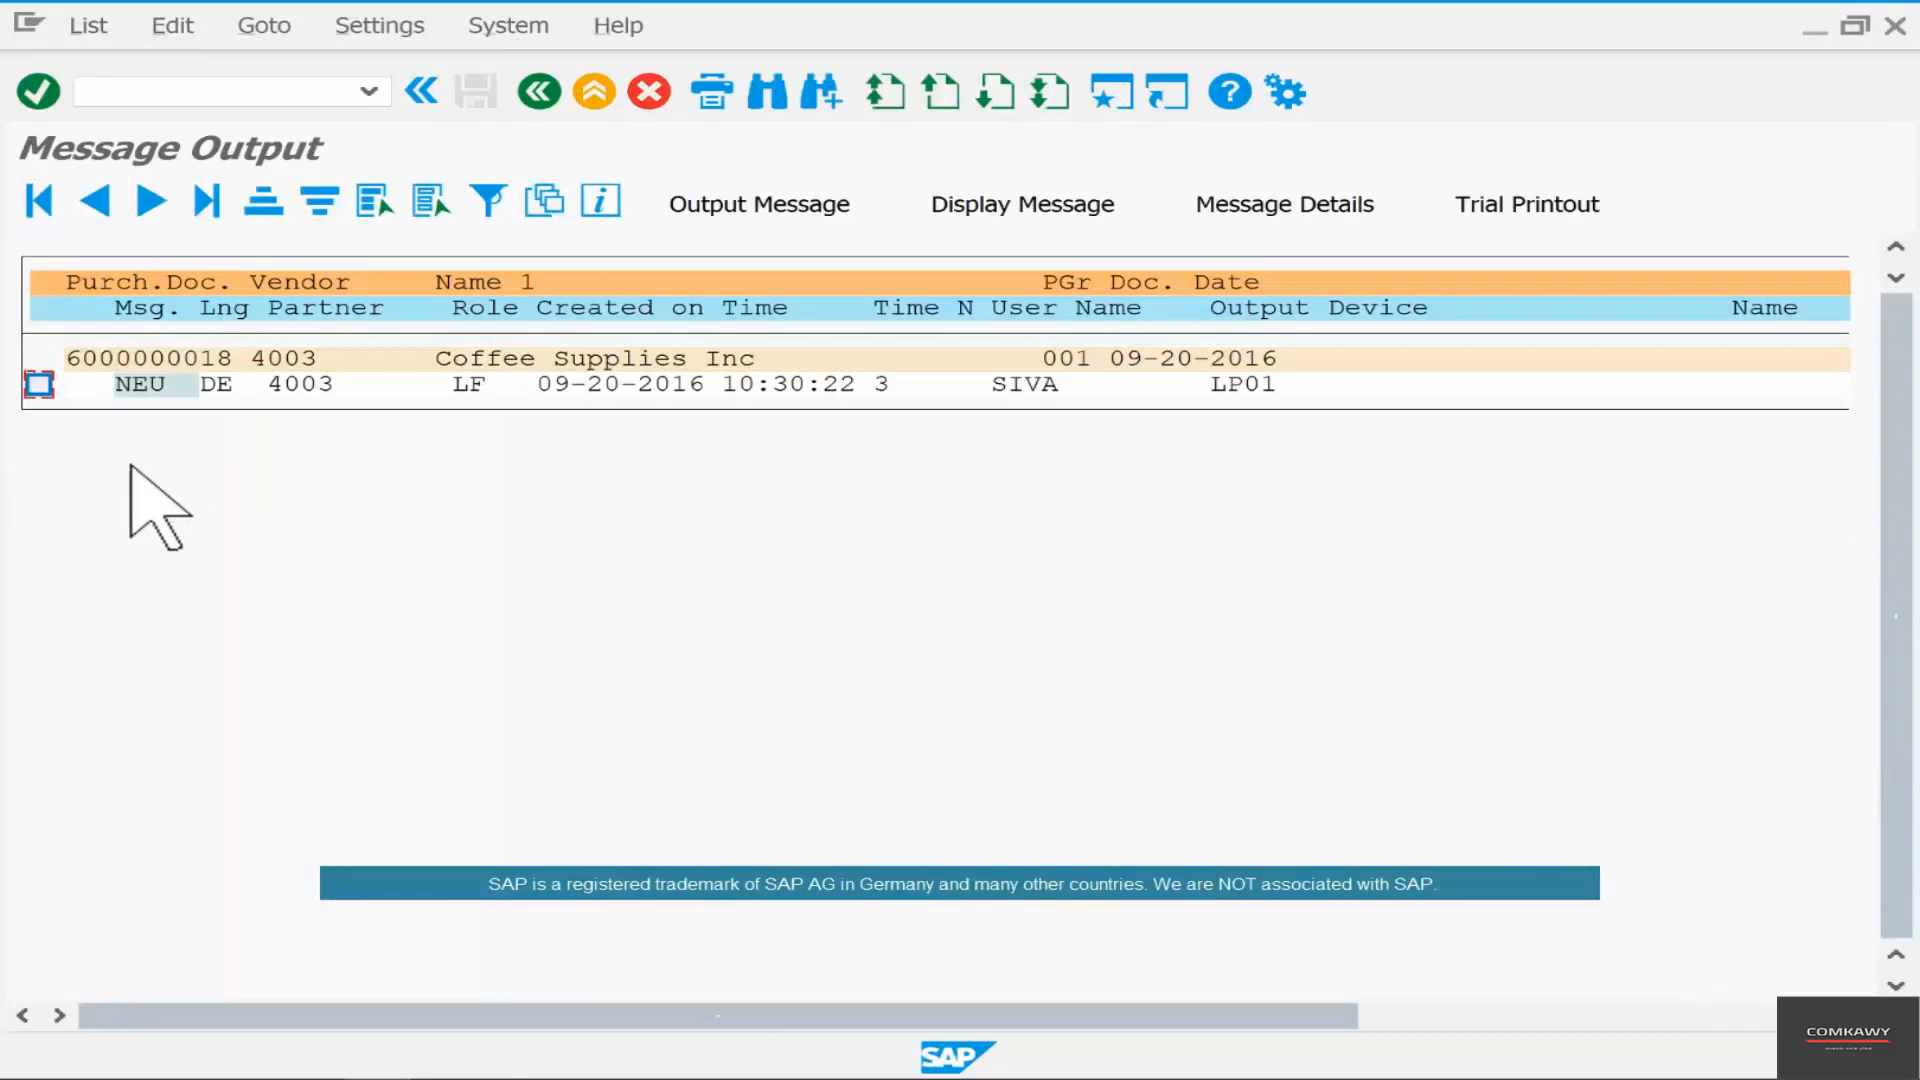 List Edit Goto Settings System Help
Message Output
Output Message Display Message Message Details Trial Printout
Purch.Doc. Vendor Name 1 PGr Doc. Date
Msg. Lng Partner Role Created on Time Time N User Name Output Device Name
6000000018 4003 Coffee Supplies Inc 001 09-20-2016
NEU DE 4003 LF 09-20-2016 10:30:22 3 SIVA LP01
SAP is a registered trademark of SAP AG in Germany and many other countries. We are NOT associated with SAP.
SAP
COMKAWY